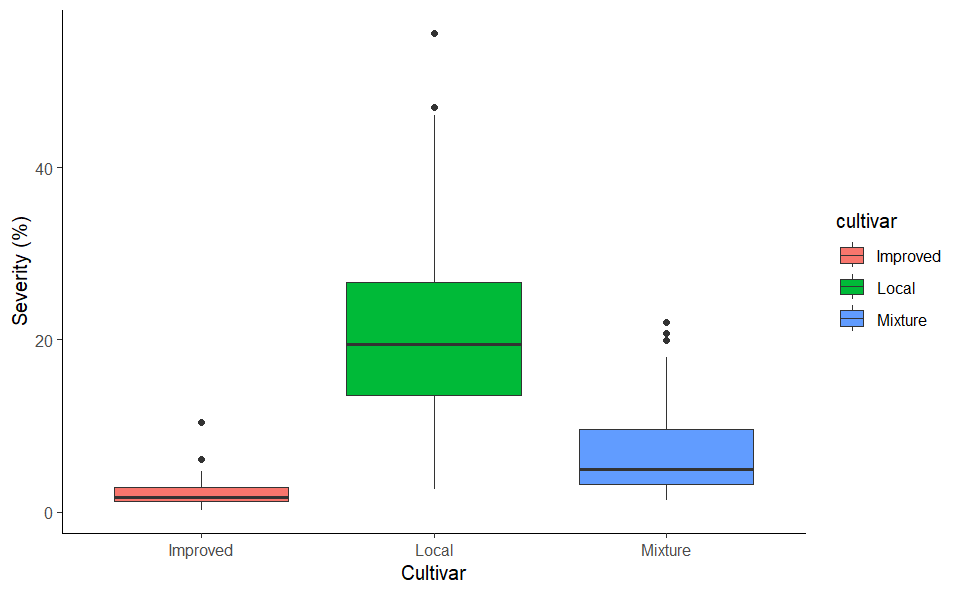 Severity (%)
40
20
0
Improved
Local
Mixture
Cultivar
cultivar
Improved
Local
Mixture